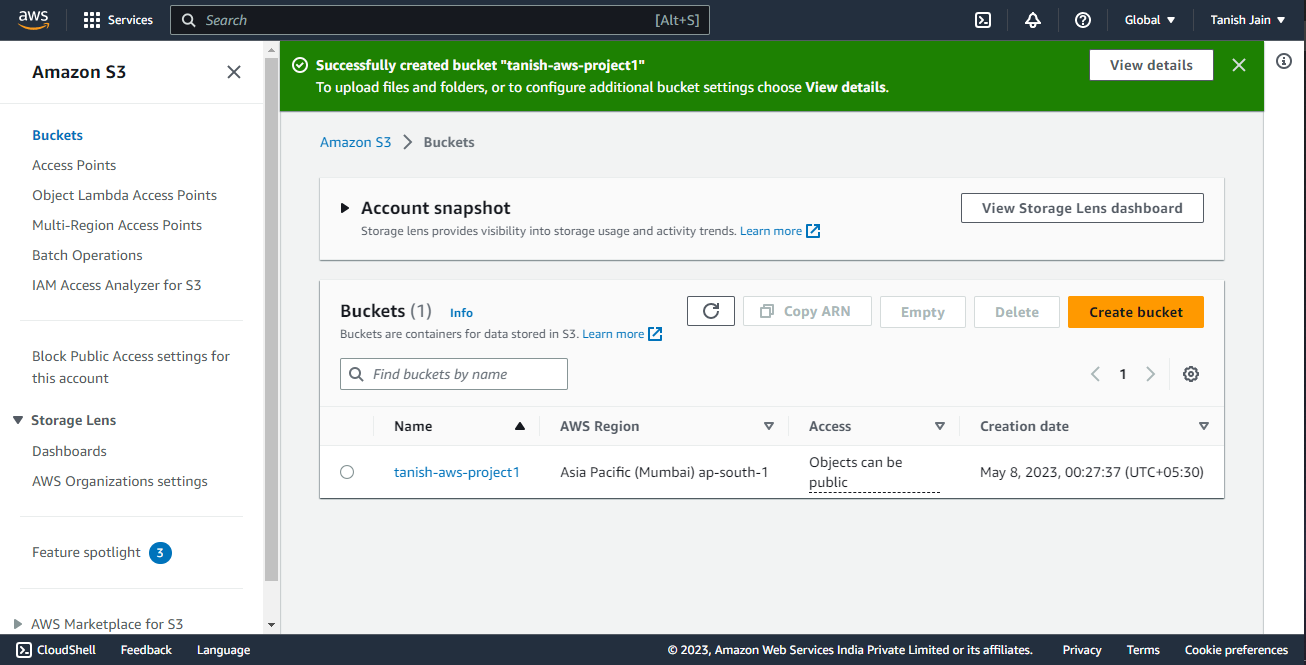 aws
Services
Search [Alt+S]
Global
Tanish Jain
Amazon S3
Buckets
Access Points
Object Lambda Access Points
Multi-Region Access Points
Batch Operations
IAM Access Analyzer for S3
Block Public Access settings for
this account
Storage Lens
Dashboards
AWS Organizations settings
Feature spotlight 3
AWS Marketplace for S3
Successfully created bucket "tanish-aws-project1"
To upload files and folders, or to configure additional bucket settings choose View details.
View details
Amazon S3 Buckets
Account snapshot
Storage lens provides visibility into storage usage and activity trends. Learn more
View Storage Lens dashboard
Buckets (1) Info
Buckets are containers for data stored in S3. Learn more
Copy ARN
Empty
Delete
Create bucket
Find buckets by name
1
Name AWS Region Access Creation date
tanish-aws-project1 Asia Pacific (Mumbai) ap-south-1 Objects can be
public
May 8, 2023, 00:27:37 (UTC+05:30)
CloudShell Feedback Language © 2023, Amazon Web Services India Private Limited or its affiliates. Privacy Terms Cookie preferences